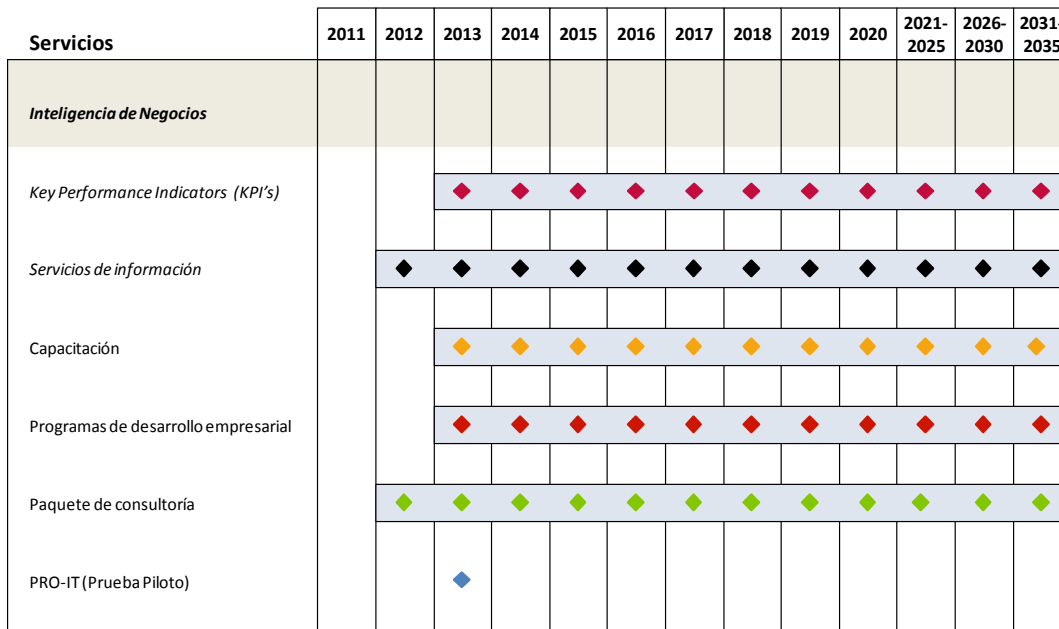 Servicios 2011 2012 2013 2014 2015 2016 2017 2018 2019 2020 2021-2025 2026-2030 2031-2035
Inteligencia de Negocios
Key Performance Indicators (KPI's)
Servicios de información
Capacitación
Programas de desarrollo empresarial
Paquete de consultoría
PRO-IT (Prueba Piloto)